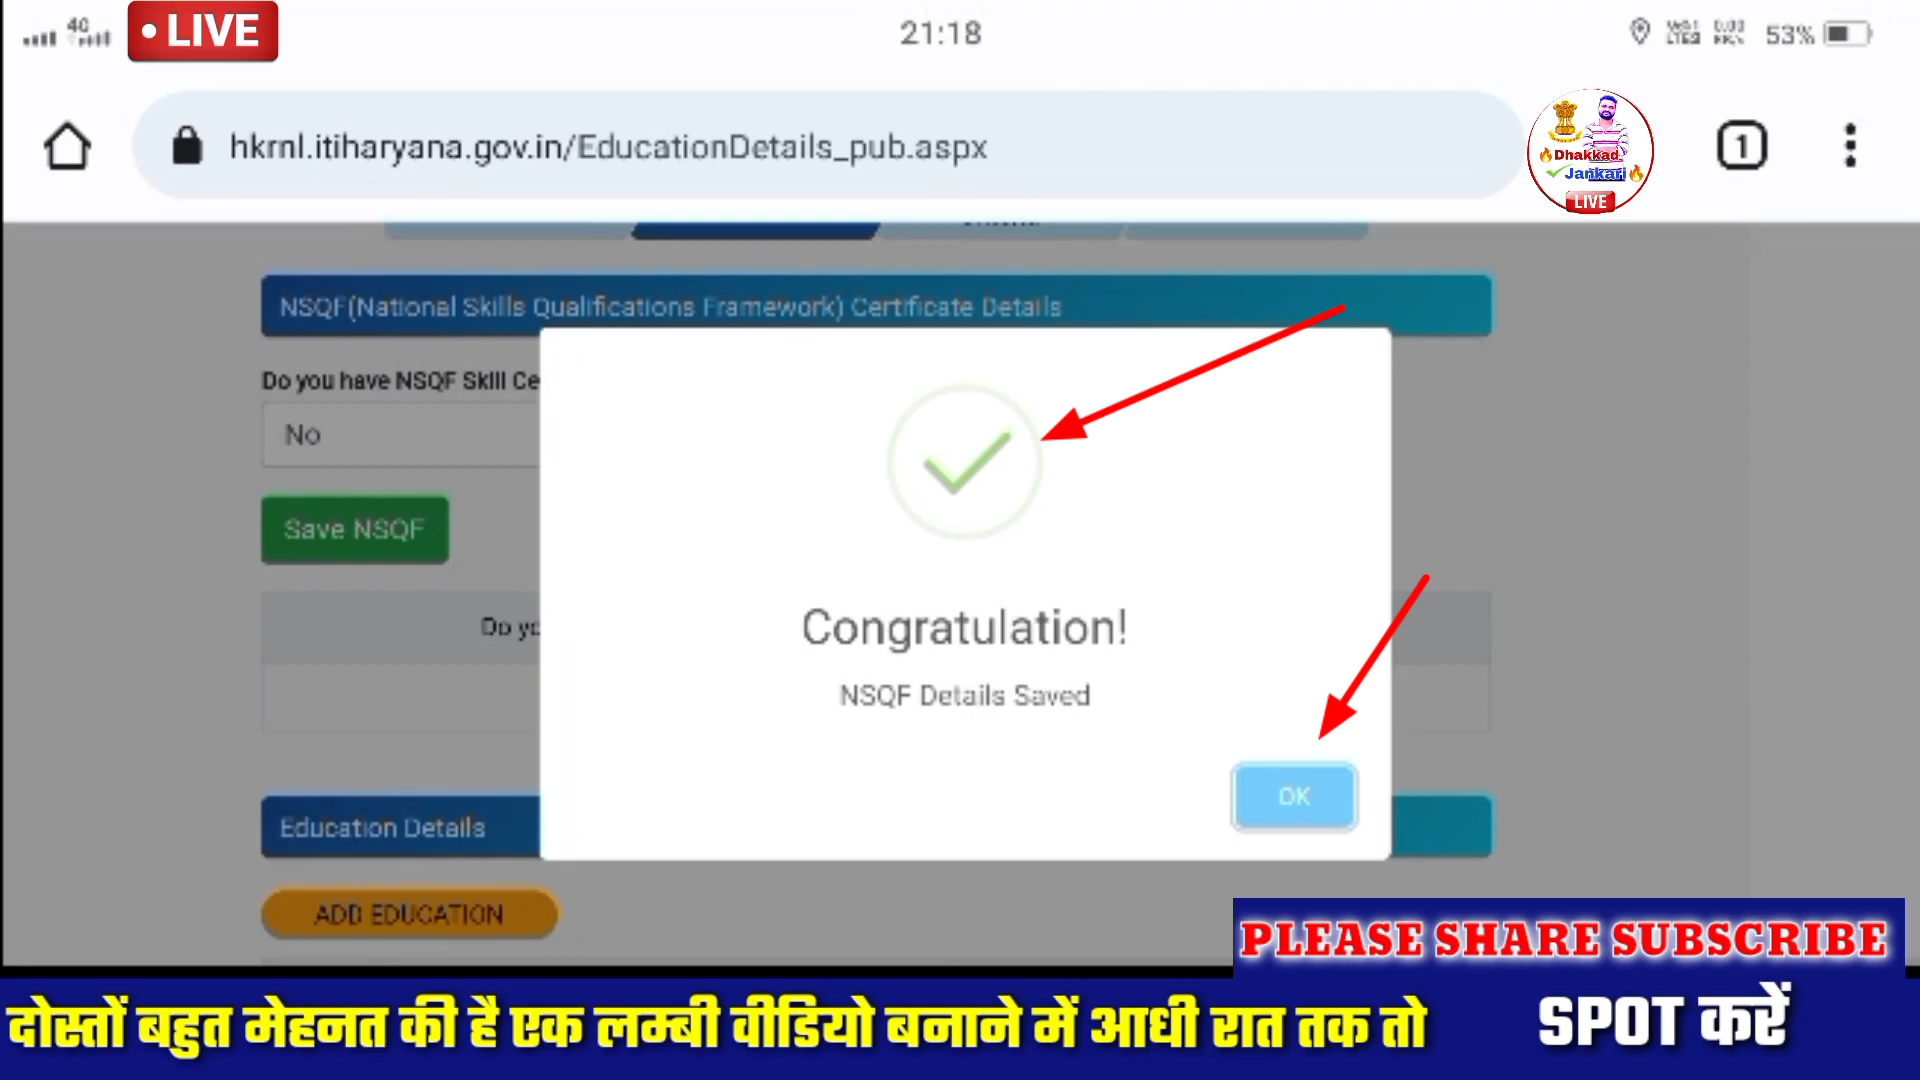 4G
• LIVE
21:18
53%
hkrnl.itiharyana.gov.in/EducationDetails_pub.aspx
Dhakkad
Jankari
LIVE
1
NSQF(National Skills Qualifications Framework) Certificate Details
Do you have NSQF Skill Ce
No
Save NSQF
Do yo
Congratulation!
NSQF Details Saved
OK
Education Details
ADD EDUCATION
PLEASE SHARE SUBSCRIBE
दोस्तों बहुत मेहनत की है एक लम्बी वीडियो बनाने में आधी रात तक तो
SPOT करें